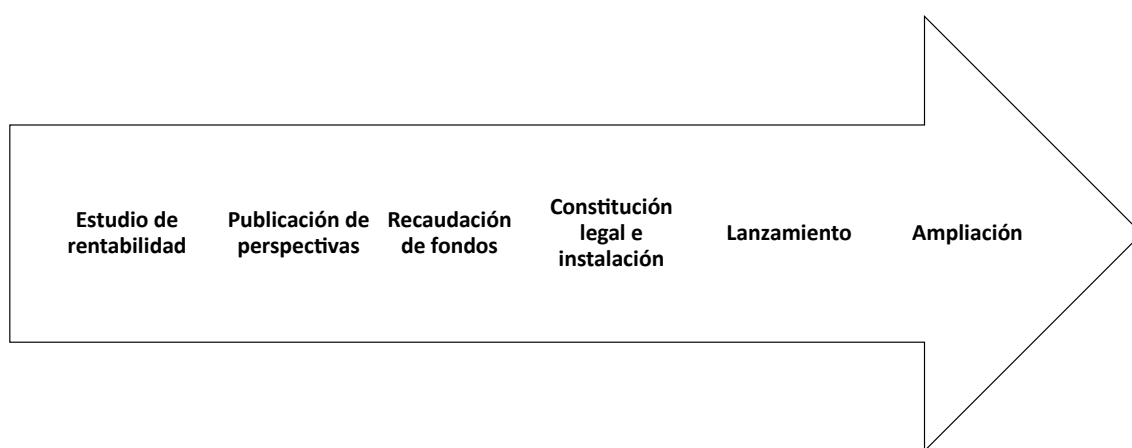 Estudio de
rentabilidad
Publicación de
perspectivas
Recaudación
de fondos
Constitución
legal e
instalación
Lanzamiento
Ampliación